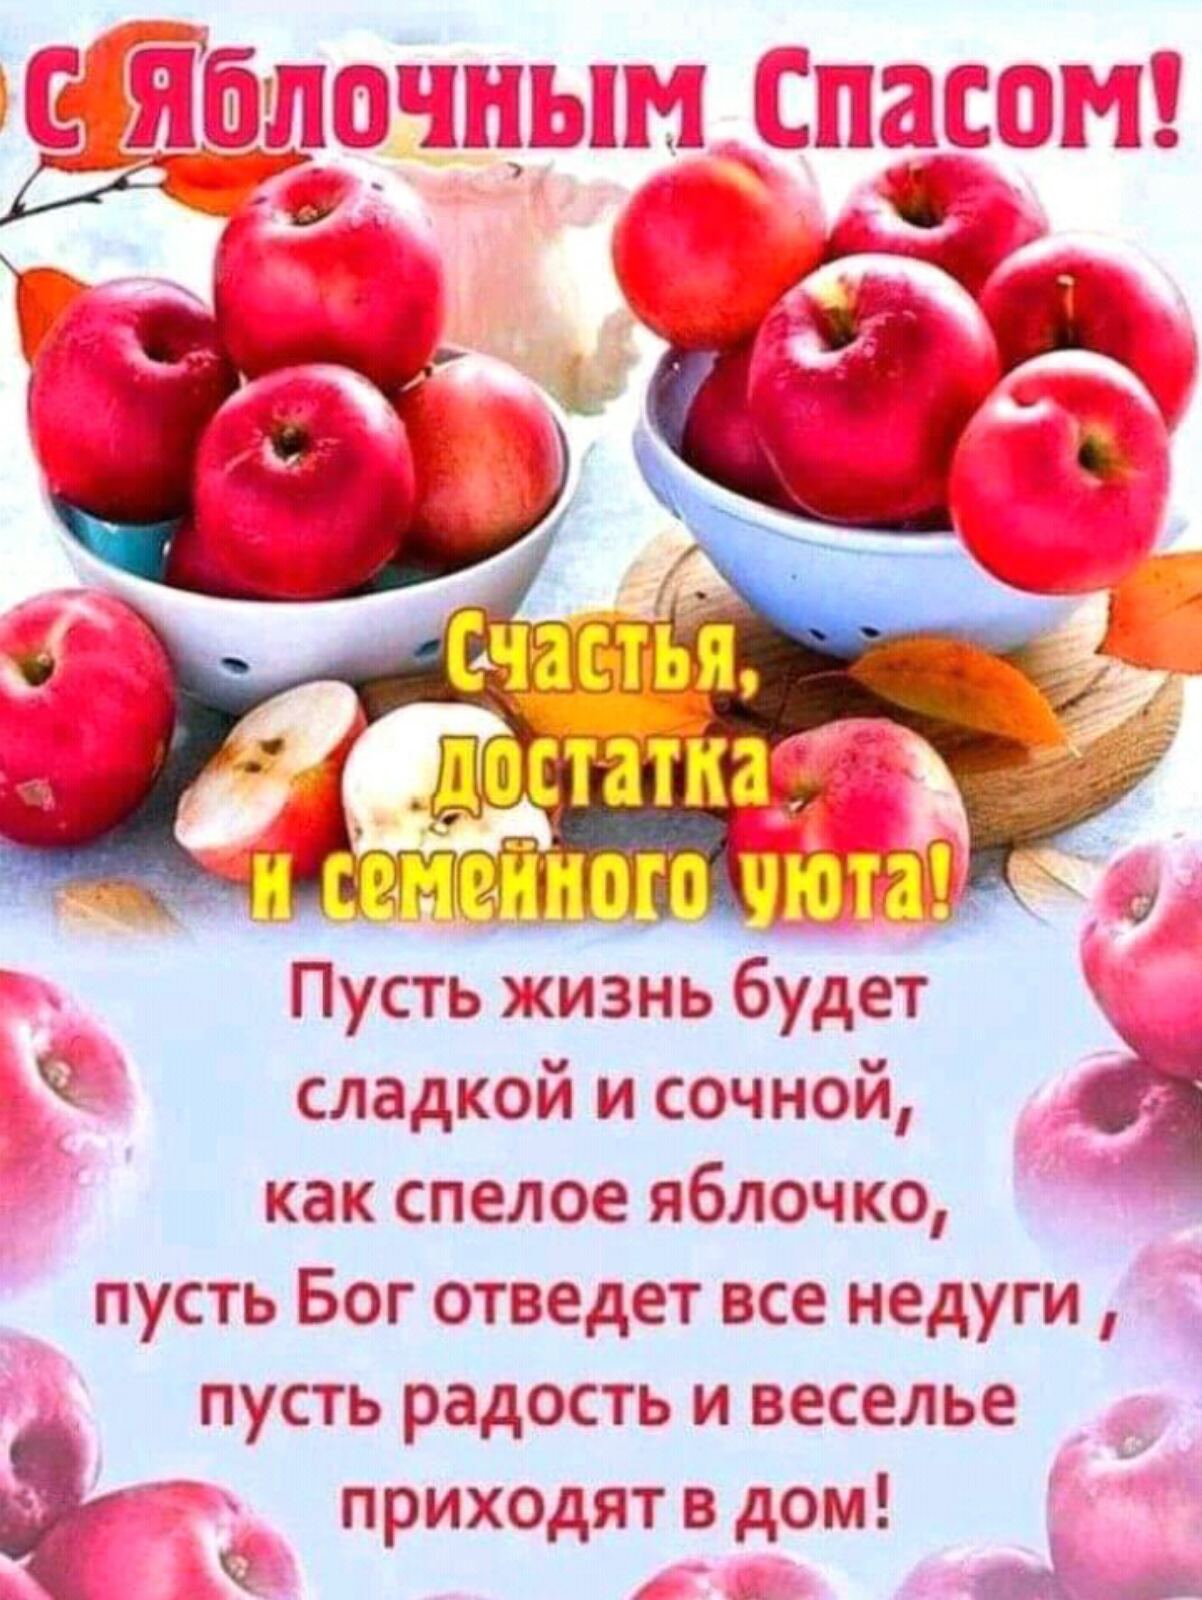 С Яблочным Спасом!
Счастья,
достатка
и семейного уюта!
Пусть жизнь будет
сладкой и сочной,
как спелое яблочко,
пусть Бог отведет все недуги ,
пусть радость и веселье
приходят в дом!